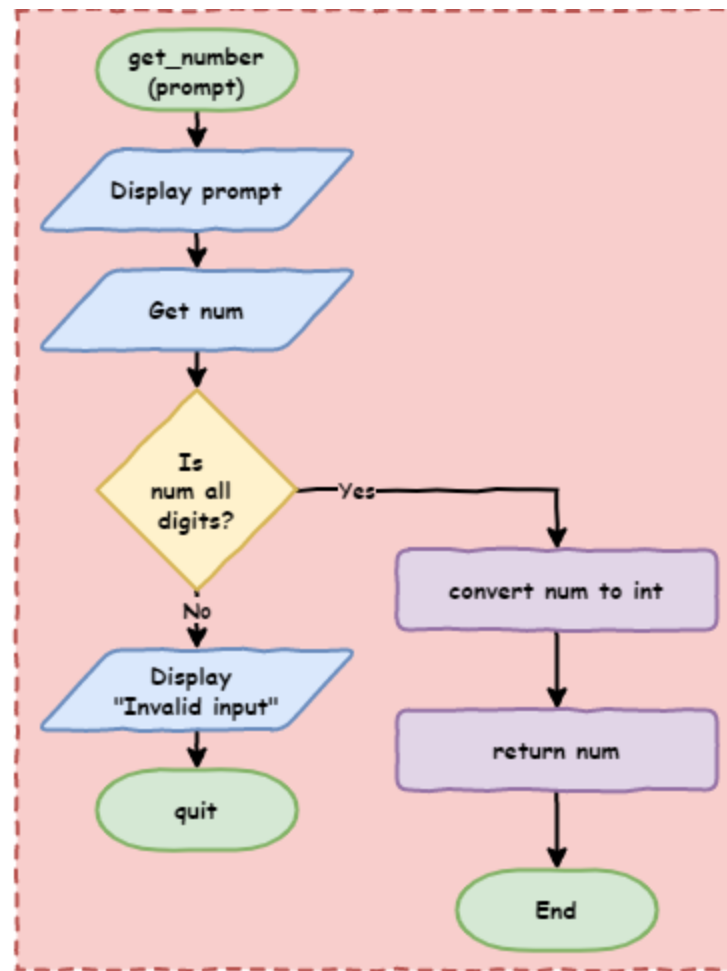 get_number
(prompt)
Display prompt
Get num
Is
num all
digits?
Yes
No
convert num to int
Display
"Invalid input"
return num
quit
End